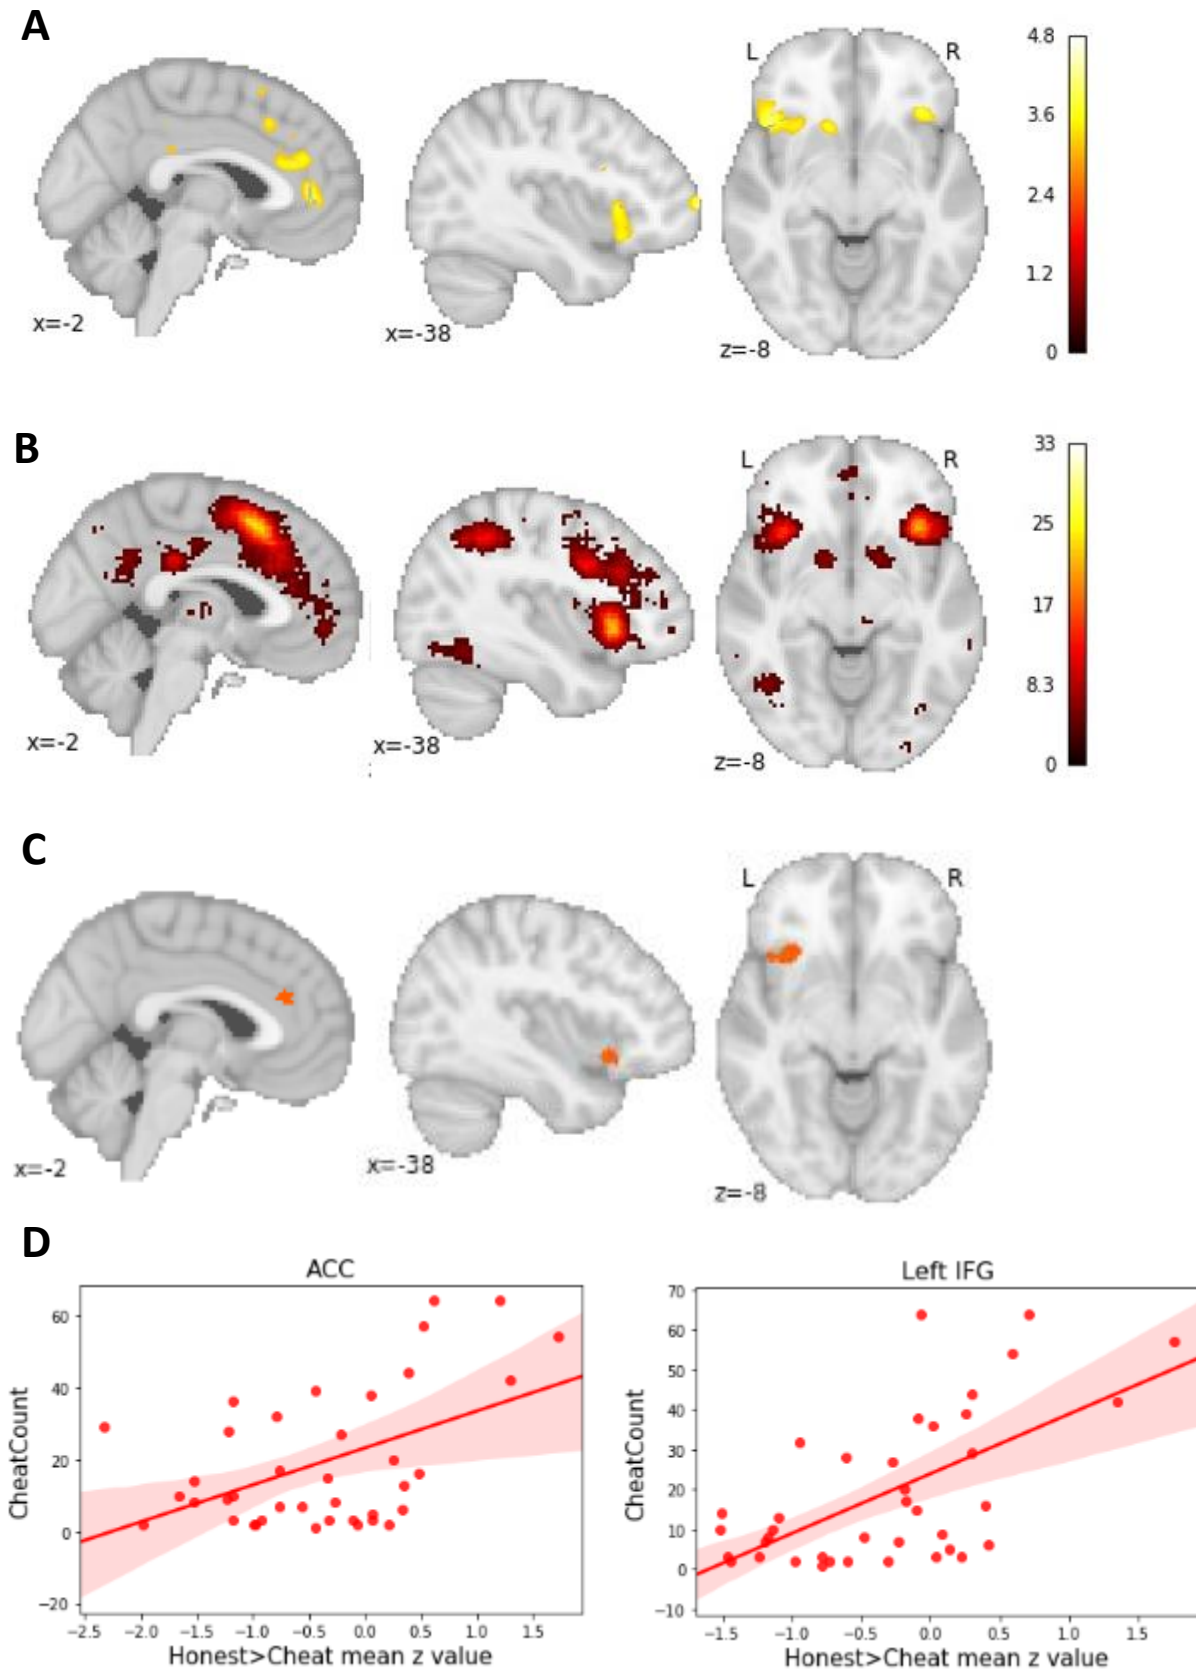 A
L R
4.8
3.6
2.4
1.2
0
x=-2
x=-38
z=-8
B
L R
33
25
17
8.3
0
x=-2
x=-38
z=-8
C
L R
x=-2
x=-38
z=-8
D
ACC
CheatCount
60
40
20
0
−20
−2.5 −2.0 −1.5 −1.0 −0.5 0.0 0.5 1.0 1.5
Honest>Cheat mean z value
Left IFG
CheatCount
70
60
50
40
30
20
10
0
−10
−1.5 −1.0 −0.5 0.0 0.5 1.0 1.5
Honest>Cheat mean z value